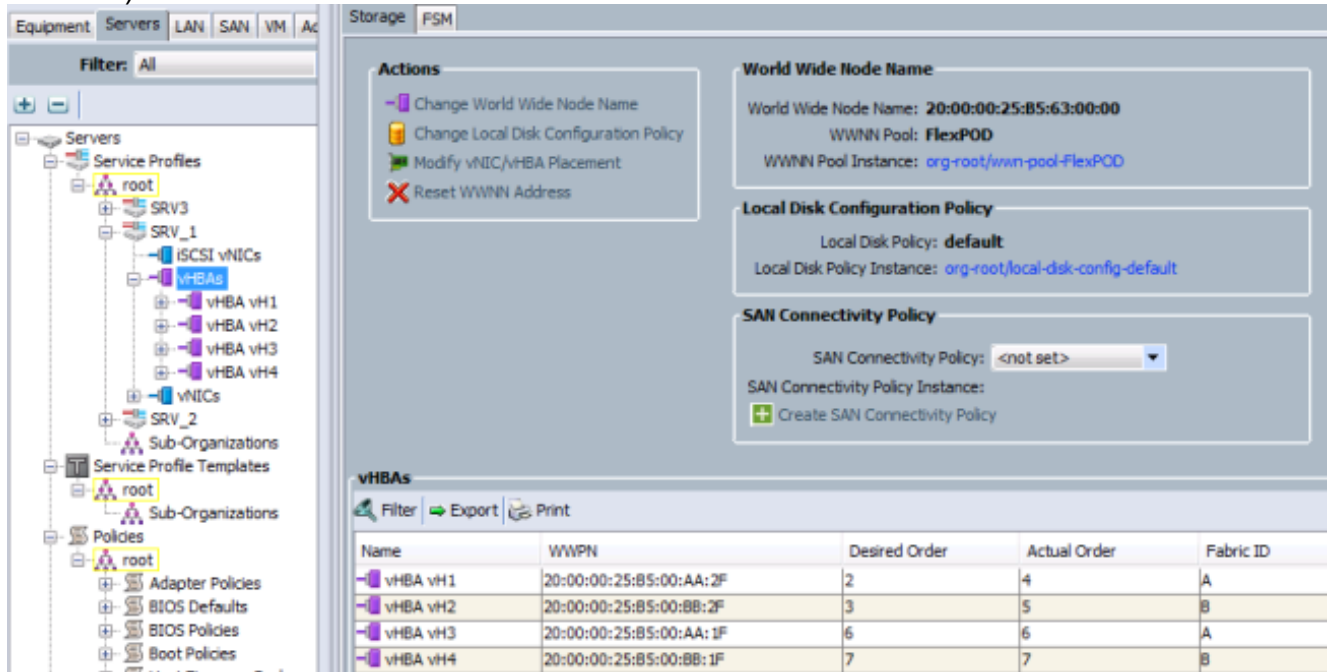 Equipment Servers LAN SAN VM
Filter: All
Servers
Service Profiles
root
SRV3
SRV_1
iSCSI vNICs
vHBAs
vHBA vH1
vHBA vH2
vHBA vH3
vHBA vH4
vNICs
SRV_2
Sub-Organizations
Service Profile Templates
root
Sub-Organizations
Policies
root
Adapter Policies
BIOS Defaults
BIOS Policies
Boot Policies
Storage FSM
Actions
Change World Wide Node Name
Change Local Disk Configuration Policy
Modify vNIC/vHBA Placement
Reset WWNN Address
World Wide Node Name
World Wide Node Name: 20:00:00:25:B5:63:00:00
WWNN Pool: FlexPOD
WWNN Pool Instance: org-root/wwn-pool-FlexPOD
Local Disk Configuration Policy
Local Disk Policy: default
Local Disk Policy Instance: org-root/local-disk-config-default
SAN Connectivity Policy
SAN Connectivity Policy: <not set>
SAN Connectivity Policy Instance:
Create SAN Connectivity Policy
vHBAs
Filter Export Print
Name WWPN Desired Order Actual Order Fabric ID
vHBA vH1 20:00:00:25:B5:00:AA:2F 2 4 A
vHBA vH2 20:00:00:25:B5:00:BB:2F 3 5 B
vHBA vH3 20:00:00:25:B5:00:AA:1F 6 6 A
vHBA vH4 20:00:00:25:B5:00:BB:1F 7 7 B